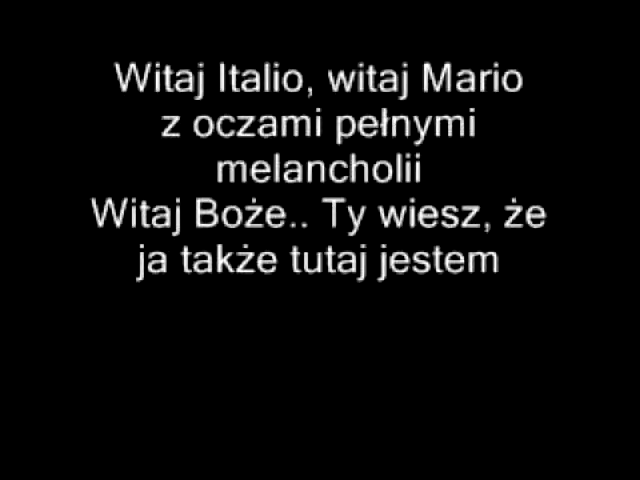 Witaj Italio, witaj Mario
z oczami pełnymi
melancholii
Witaj Boże.. Ty wiesz, że
ja także tutaj jestem